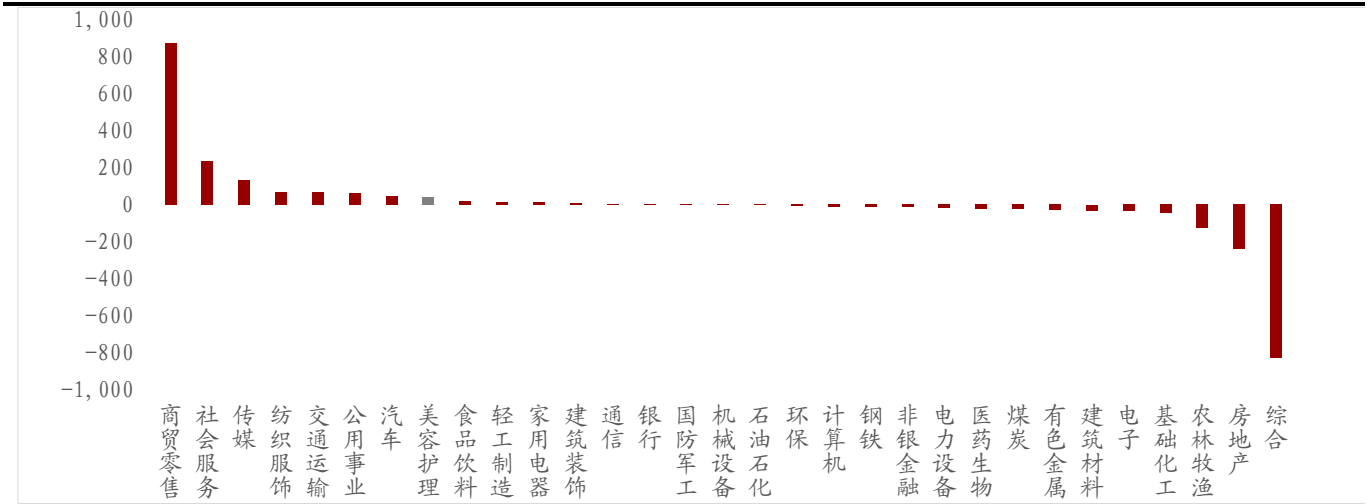 1,000
800
600
400
200
0
-200
-400
-600
-800
-1,000
商贸零售
社会服务
传媒
纺织服饰
交通运输
公用事业
汽车
美容护理
食品饮料
轻工制造
家用电器
建筑装饰
通信
银行
国防军工
机械设备
石油石化
环保
计算机
钢铁
非银金融
电力设备
医药生物
煤炭
有色金属
建筑材料
电子
基础化工
农林牧渔
房地产
综合